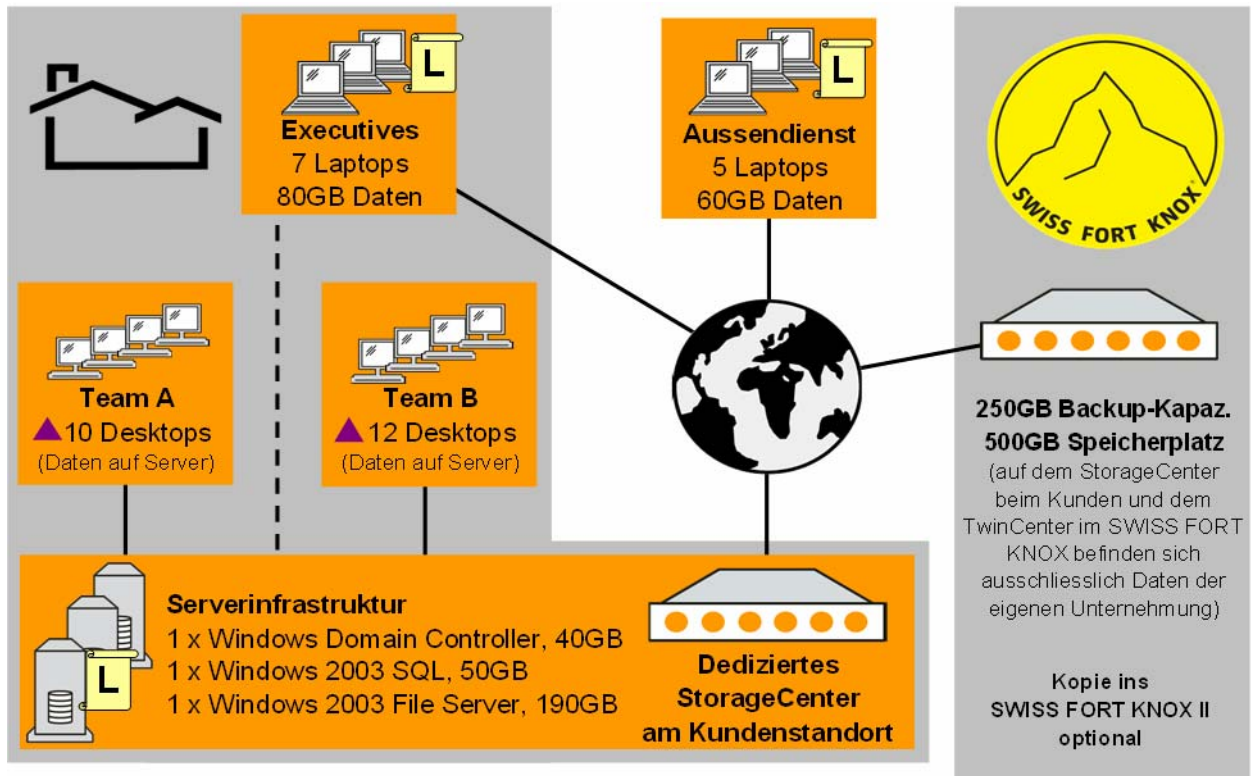 L
Executives
7 Laptops
80GB Daten
L
Aussendienst
5 Laptops
60GB Daten
SWISS FORT KNOX
Team A
10 Desktops
(Daten auf Server)
Team B
12 Desktops
(Daten auf Server)
250GB Backup-Kapaz.
500GB Speicherplatz
(auf dem StorageCenter
beim Kunden und dem
TwinCenter im SWISS FORT
KNOX befinden sich
ausschliesslich Daten der
eigenen Unternehmung)
Kopie ins
SWISS FORT KNOX II
optional
L
Serverinfrastruktur
1 x Windows Domain Controller, 40GB
1 x Windows 2003 SQL, 50GB
1 x Windows 2003 File Server, 190GB
Dediziertes
StorageCenter
am Kundenstandort